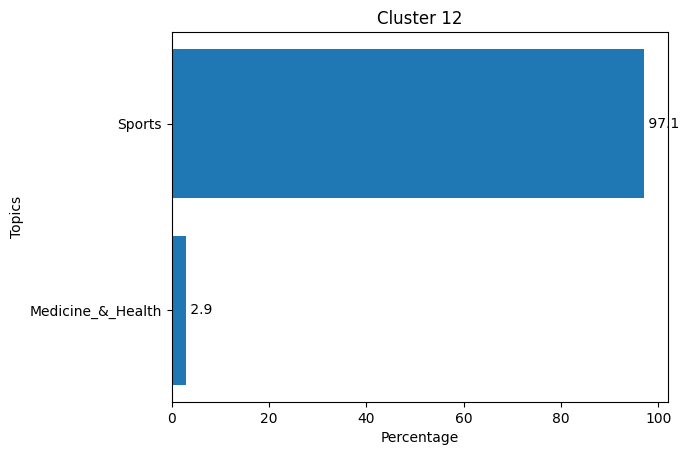 Cluster 12
Sports
97.1
Topics
Medicine_&_Health
2.9
0 20 40 60 80 100
Percentage